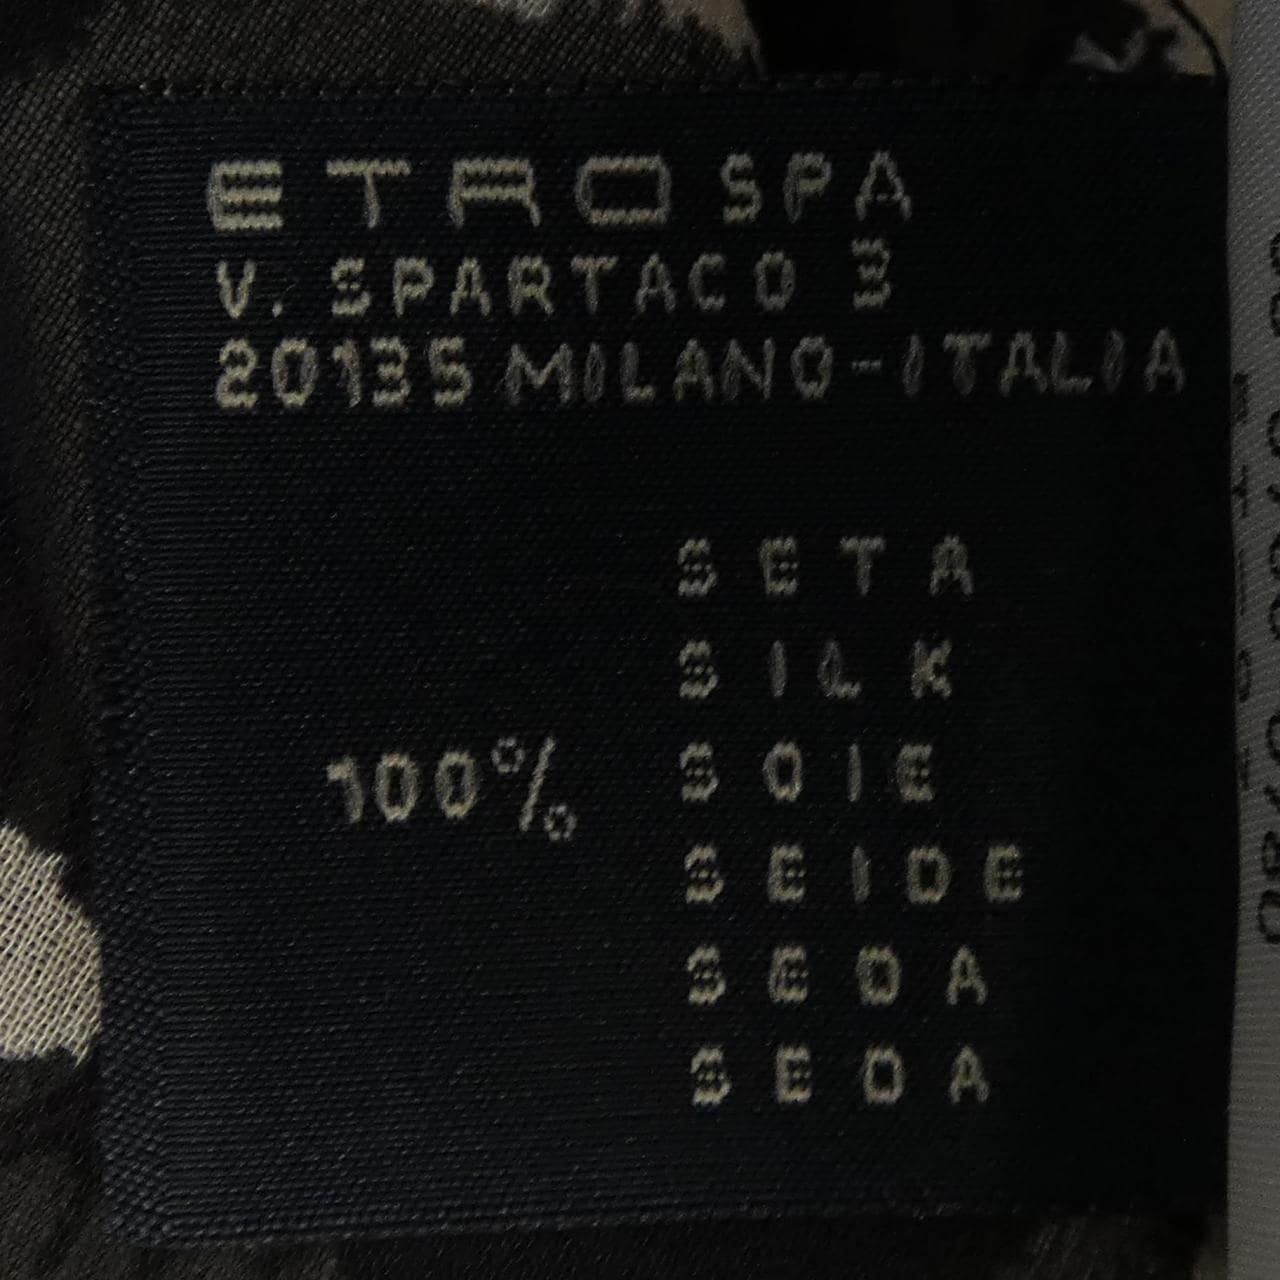 ETRO SPA
V. SPARTACO 3
20135 MILANO-ITALIA
SETA
SILK
100% SOIE
SEIDE
SEDA
SEDA